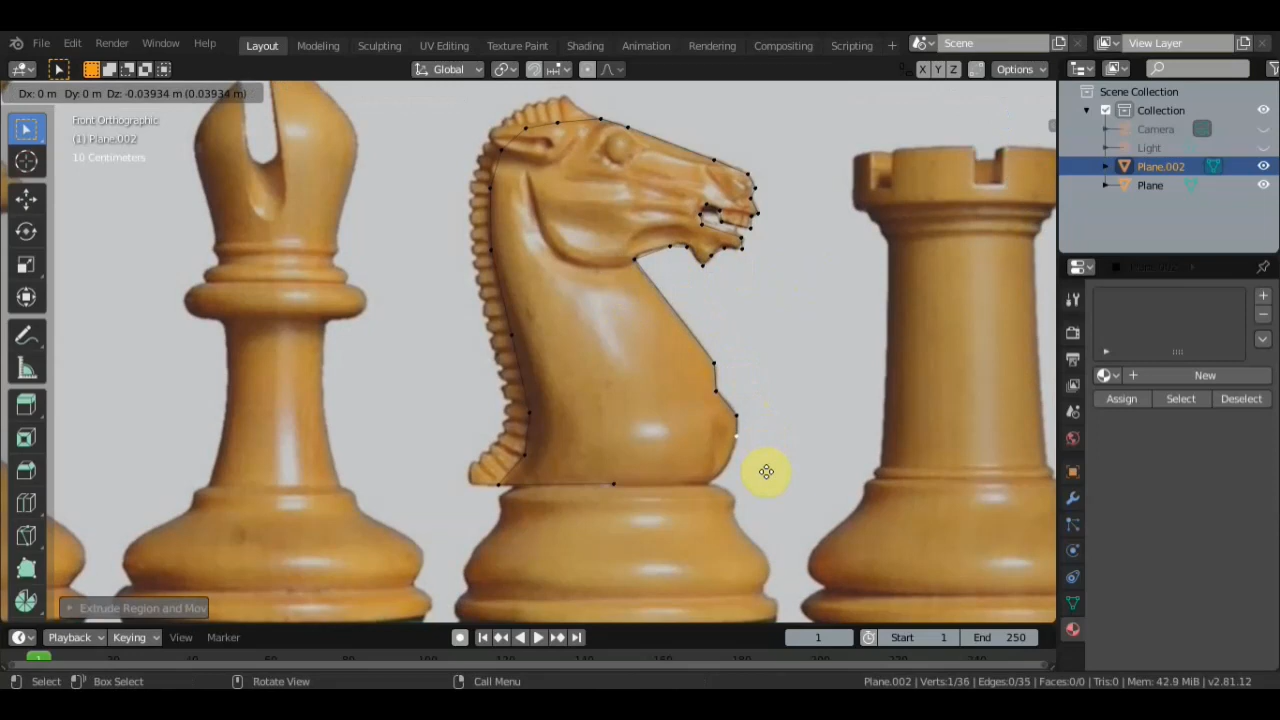 File Edit Render Window Help Layout Modeling Sculpting UV Editing Texture Paint Shading Animation Rendering Compositing Scripting + Scene View Layer
Global X Y Z Options
Dx: 0 m Dy: 0 m Dz: -0.03934 m (0.03934 m)
Scene Collection
Front Orthographic
Collection
(1) Plane.002
Camera
10 Centimeters
Light
Plane.002
Plane
New
Assign Select Deselect
Extrude Region and Mov
Playback Keying View Marker 1 Start 1 End 250
1
Select Box Select Rotate View Call Menu Plane.002 | Verts:1/36 | Edges:0/35 | Faces:0/0 | Tris:0 | Mem: 42.9 MiB | v2.81.12